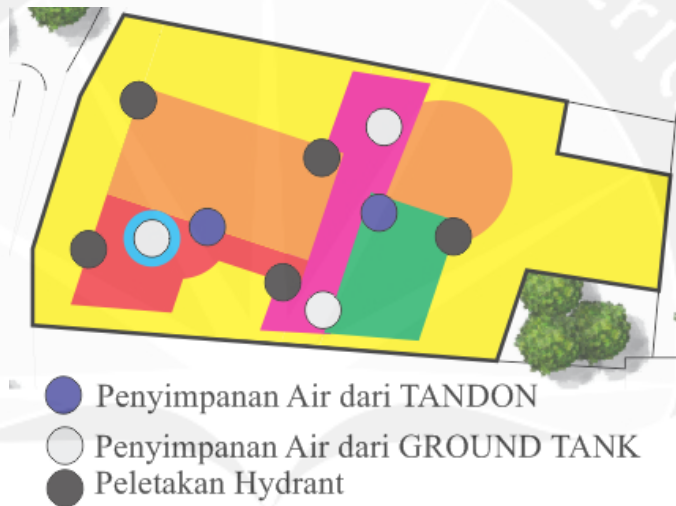 Penyimpanan Air dari TANDON
Penyimpanan Air dari GROUND TANK
Peletakan Hydrant